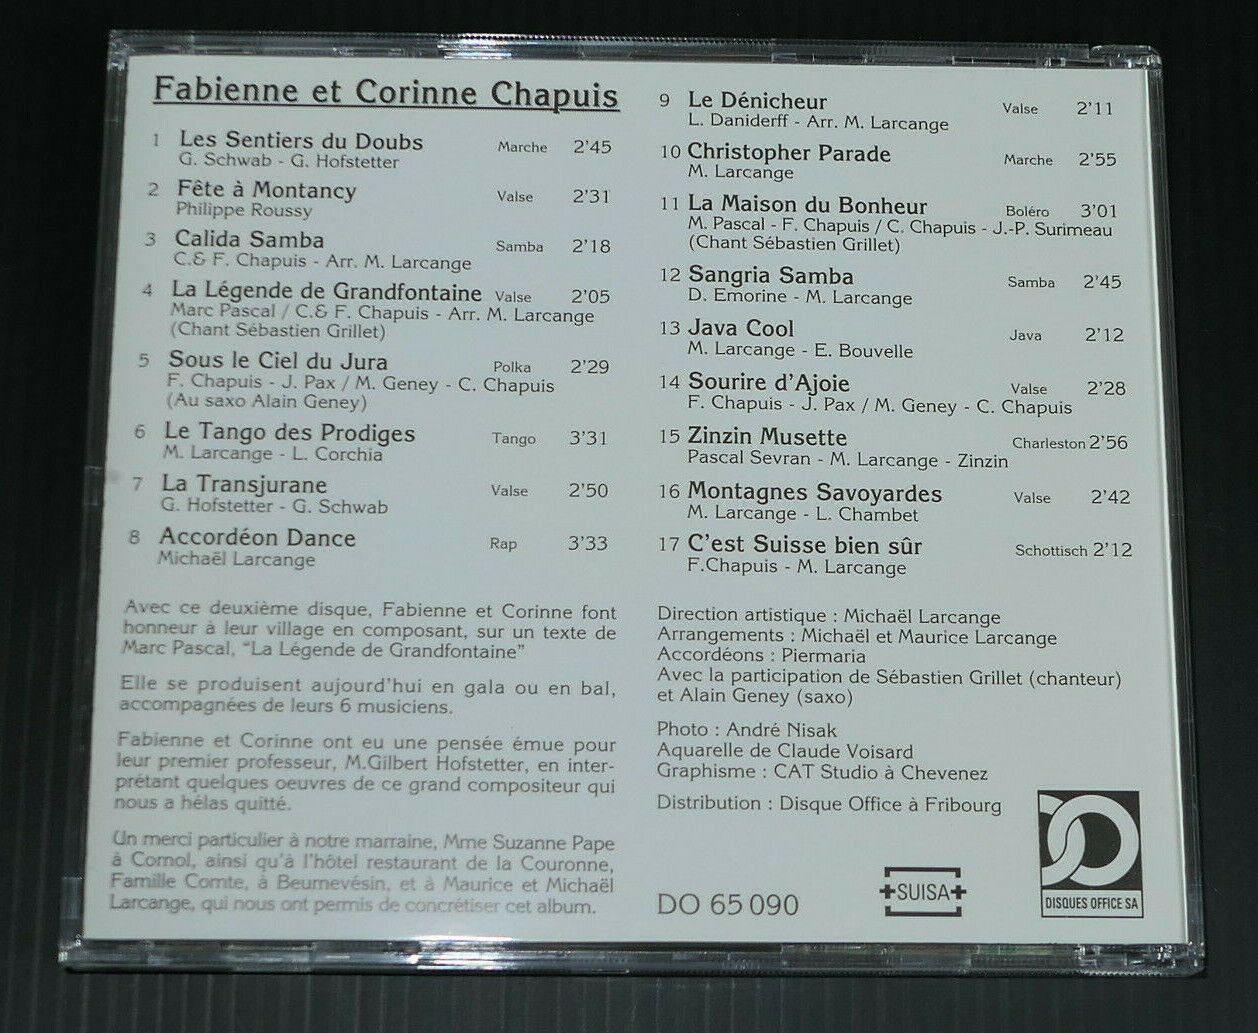 Fabienne et Corinne Chapuis
1 Les Sentiers du Doubs Marche 2'45
G. Schwab - G. Hofstetter
2 Fête à Montancy Valse 2'31
Philippe Roussy
3 Calida Samba Samba 2'18
C.& F. Chapuis - Arr. M. Larcange
4 La Légende de Grandfontaine Valse 2'05
Marc Pascal / C.& F. Chapuis - Arr. M. Larcange
(Chant Sébastien Grillet)
5 Sous le Ciel du Jura Polka 2'29
F. Chapuis - J. Pax / M. Geney - C. Chapuis
(Au saxo Alain Geney)
6 Le Tango des Prodiges Tango 3'31
M. Larcange - L. Corchia
7 La Transjurane Valse 2'50
G. Hofstetter - G. Schwab
8 Accordéon Dance Rap 3'33
Michaël Larcange
Avec ce deuxième disque, Fabienne et Corinne font
honneur à leur village en composant, sur un texte de
Marc Pascal, "La Légende de Grandfontaine"
Elle se produisent aujourd'hui en gala ou en bal,
accompagnées de leurs 6 musiciens.
Fabienne et Corinne ont eu une pensée émue pour
leur premier professeur, M.Gilbert Hofstetter, en inter-
prétant quelques oeuvres de ce grand compositeur qui
nous a hélas quitté.
Un merci particulier à notre marraine, Mme Suzanne Pape
à Cornol, ainsi qu'à l'hôtel restaurant de la Couronne,
Famille Comte, à Beurnevésin, et à Maurice et Michaël
Larcange, qui nous ont permis de concrétiser cet album.
9 Le Dénicheur Valse 2'11
L. Daniderff - Arr. M. Larcange
10 Christopher Parade Marche 2'55
M. Larcange
11 La Maison du Bonheur Boléro 3'01
M. Pascal - F. Chapuis / C. Chapuis - J.-P. Surimeau
(Chant Sébastien Grillet)
12 Sangria Samba Samba 2'45
D. Emorine - M. Larcange
13 Java Cool Java 2'12
M. Larcange - E. Bouvelle
14 Sourire d'Ajoie Valse 2'28
F. Chapuis - J. Pax / M. Geney - C. Chapuis
15 Zinzin Musette Charleston 2'56
Pascal Sevran - M. Larcange - Zinzin
16 Montagnes Savoyardes Valse 2'42
M. Larcange - L. Chambet
17 C'est Suisse bien sûr Schottisch 2'12
F.Chapuis - M. Larcange
Direction artistique : Michaël Larcange
Arrangements : Michaël et Maurice Larcange
Accordéons : Piermaria
Avec la participation de Sébastien Grillet (chanteur)
et Alain Geney (saxo)
Photo : André Nisak
Aquarelle de Claude Voisard
Graphisme : CAT Studio à Chevenez
Distribution : Disque Office à Fribourg
DO 65 090
SUISA
DISQUES OFFICE SA